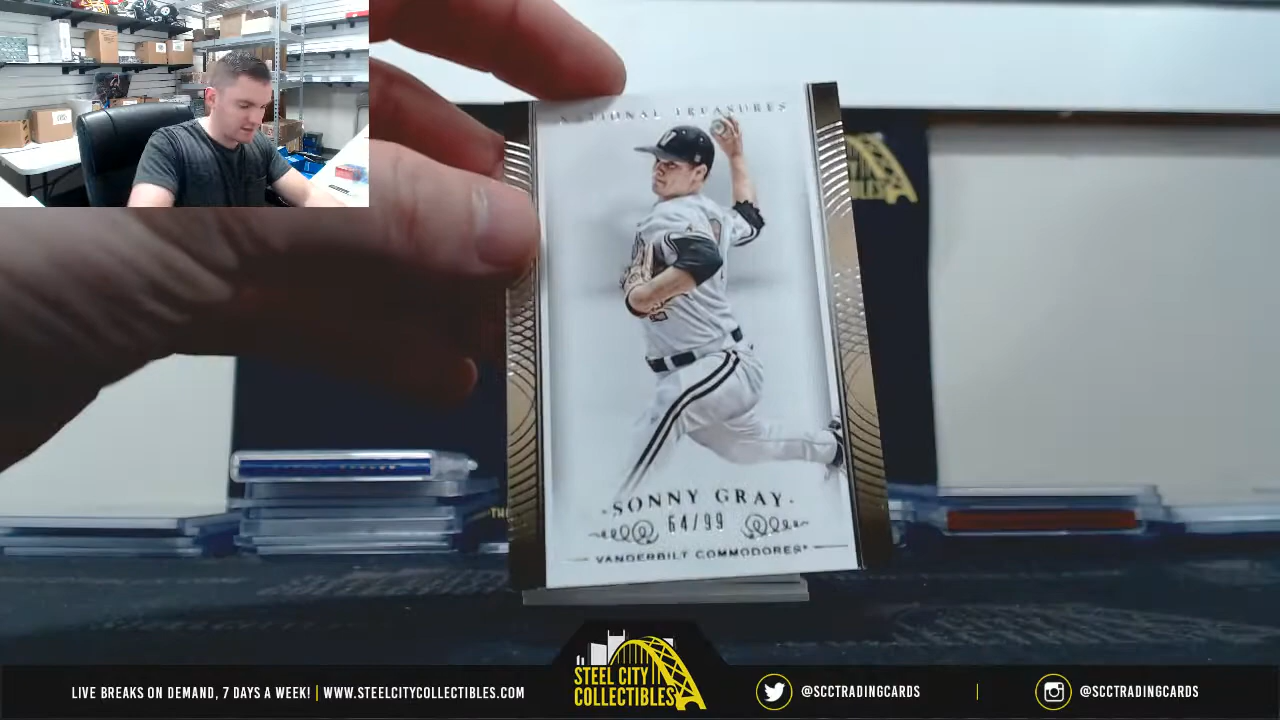 NATIONAL TREASURES
-SONNY GRAY-
64/99
VANDERBILT COMMODORES
STEEL CITY
COLLECTIBLES
LIVE BREAKS ON DEMAND, 7 DAYS A WEEK! | WWW.STEELCITYCOLLECTIBLES.COM
@SCCTRADINGCARDS
@SCCTRADINGCARDS